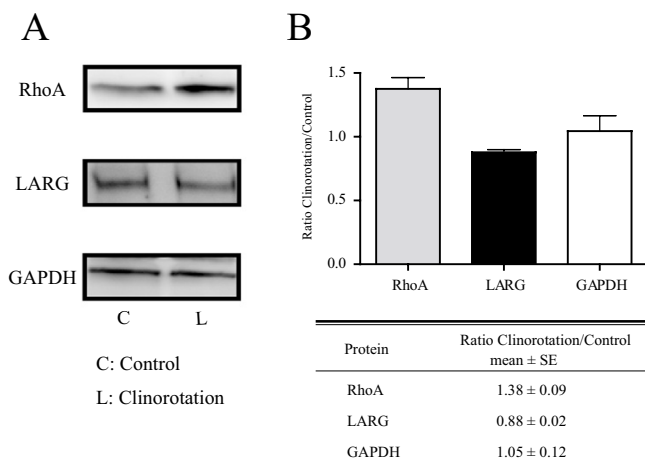 A
RhoA
LARG
GAPDH
C L
C: Control
L: Clinorotation
B
Ratio Clinorotation/Control
1.5
1.0
0.5
0.0
RhoA LARG GAPDH
Protein Ratio Clinorotation/Control
mean ± SE
RhoA 1.38 ± 0.09
LARG 0.88 ± 0.02
GAPDH 1.05 ± 0.12